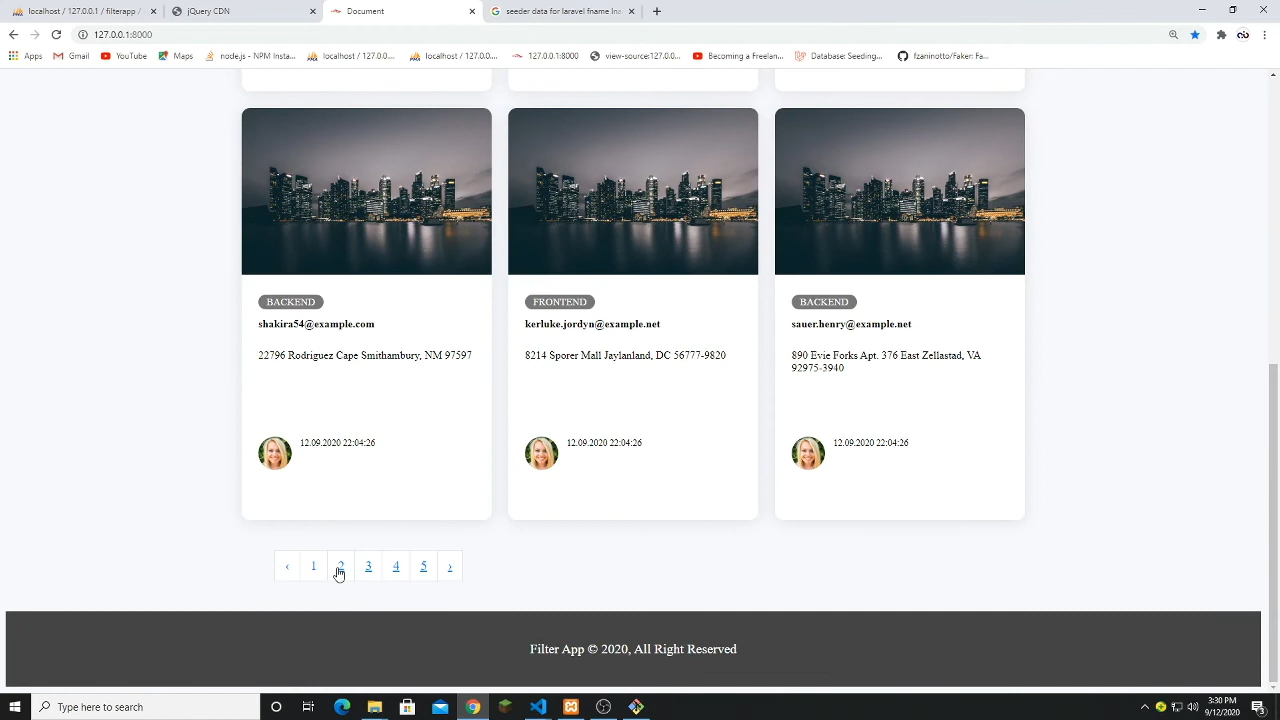 localhost / 127.0.0.1 / filterapp /
jQuery CDN
Document
seeder data for laravel fname lna
127.0.0.1:8000
Apps
Gmail
YouTube
Maps
node.js - NPM Insta...
localhost / 127.0.0....
localhost / 127.0.0....
127.0.0.1:8000
view-source:127.0.0...
Becoming a Freelan...
Database: Seeding...
fzaninotto/Faker: Fa...
BACKEND
shakira54@example.com
22796 Rodriguez Cape Smithambury, NM 97597
12.09.2020 22:04:26
FRONTEND
kerluke.jordyn@example.net
8214 Sporer Mall Jaylanland, DC 56777-9820
12.09.2020 22:04:26
BACKEND
sauer.henry@example.net
890 Evie Forks Apt. 376 East Zellastad, VA
92975-3940
12.09.2020 22:04:26
‹ 1 2 3 4 5 ›
Filter App © 2020, All Right Reserved
Type here to search
3:30 PM
9/12/2020